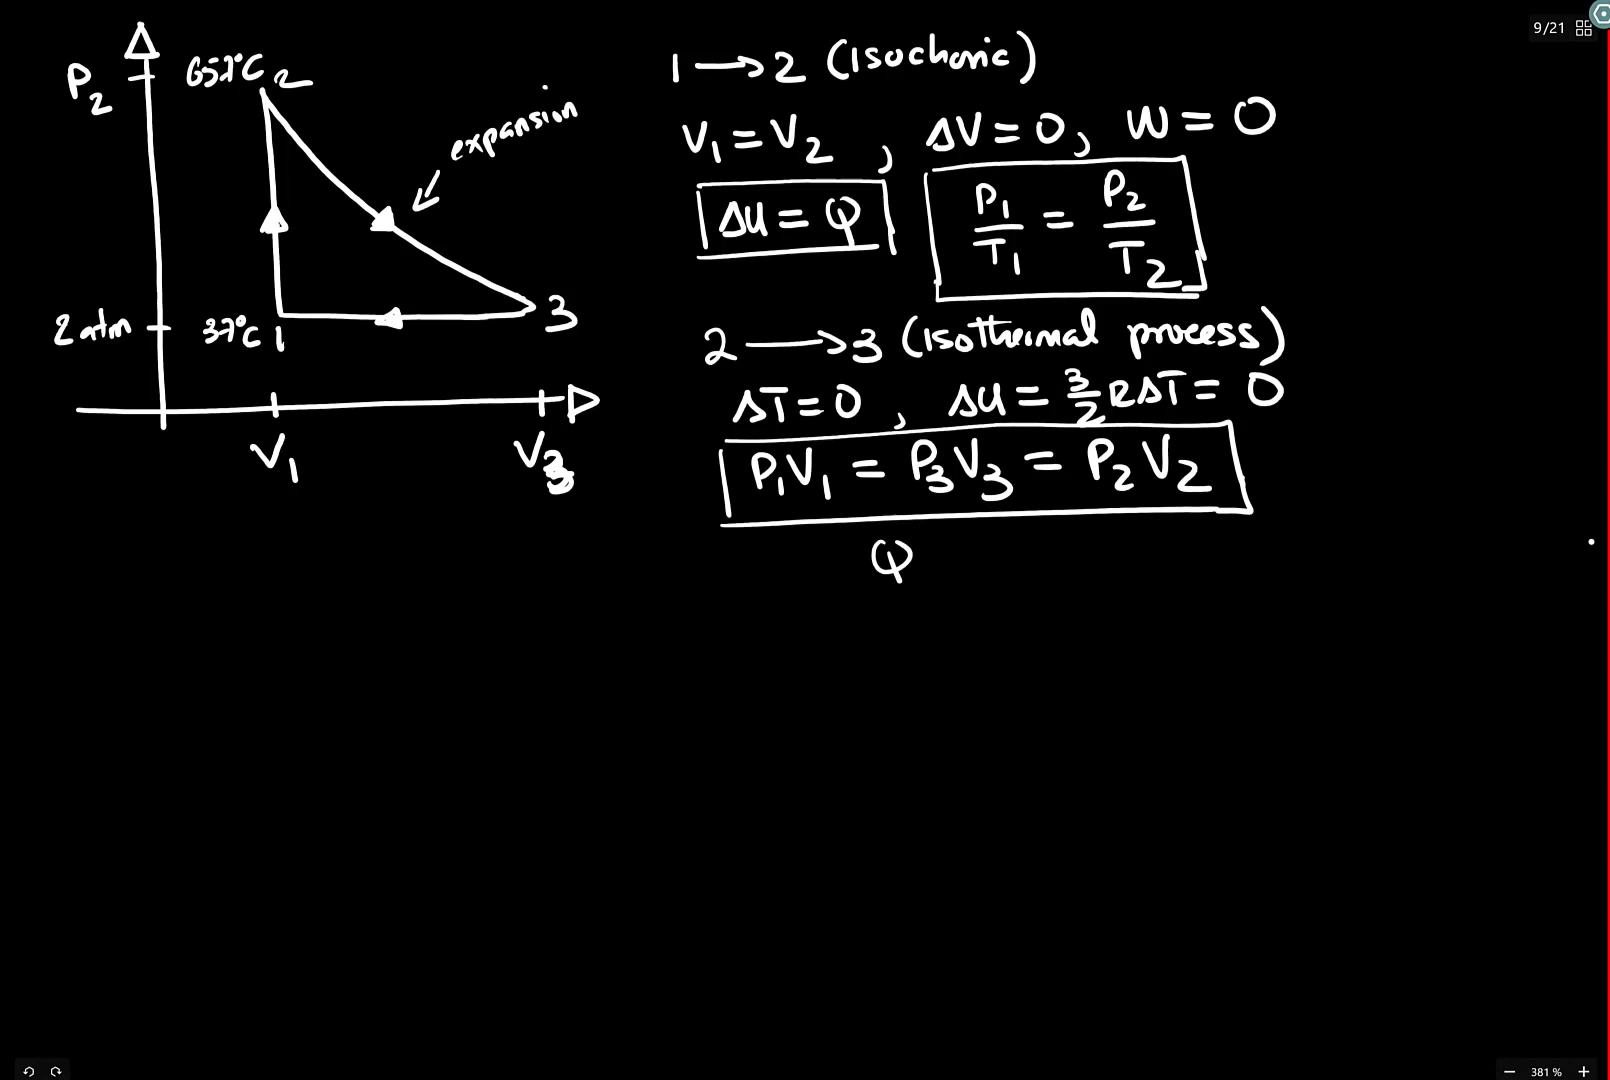 9/21
P₂
657°C 2
expansion
2 atm
37°C 1
3
V₁
V₃
1 → 2 (Isochoric)
V₁ = V₂ , ΔV = 0, W = 0
ΔU = Q
P₁/T₁ = P₂/T₂
2 → 3 (Isothermal process)
ΔT = 0 , ΔU = 3/2 RΔT = 0
P₁V₁ = P₃V₃ = P₂V₂
Q
381 %